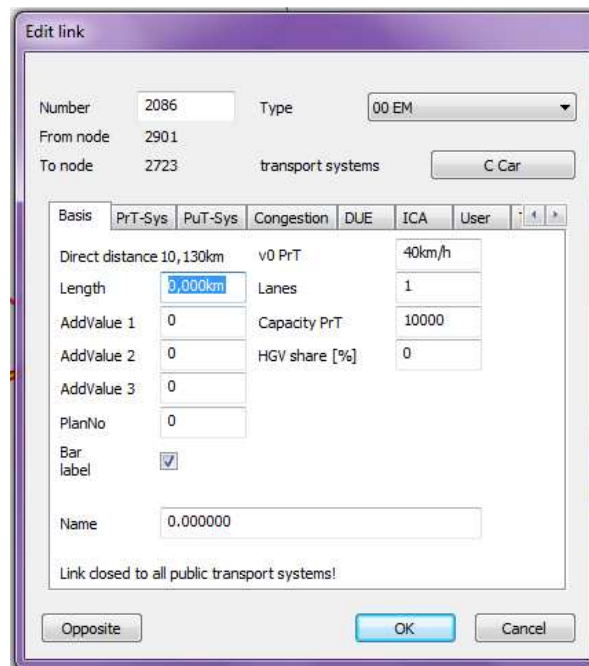 Edit link
Number 2086 Type 00 EM
From node 2901
To node 2723 transport systems C Car
Basis PrT-Sys PuT-Sys Congestion DUE ICA User
Direct distance 10,130km v0 PrT 40km/h
Length 0,000km Lanes 1
AddValue 1 0 Capacity PrT 10000
AddValue 2 0 HGV share [%] 0
AddValue 3 0
PlanNo 0
Bar
label
Name 0.000000
Link closed to all public transport systems!
Opposite OK Cancel